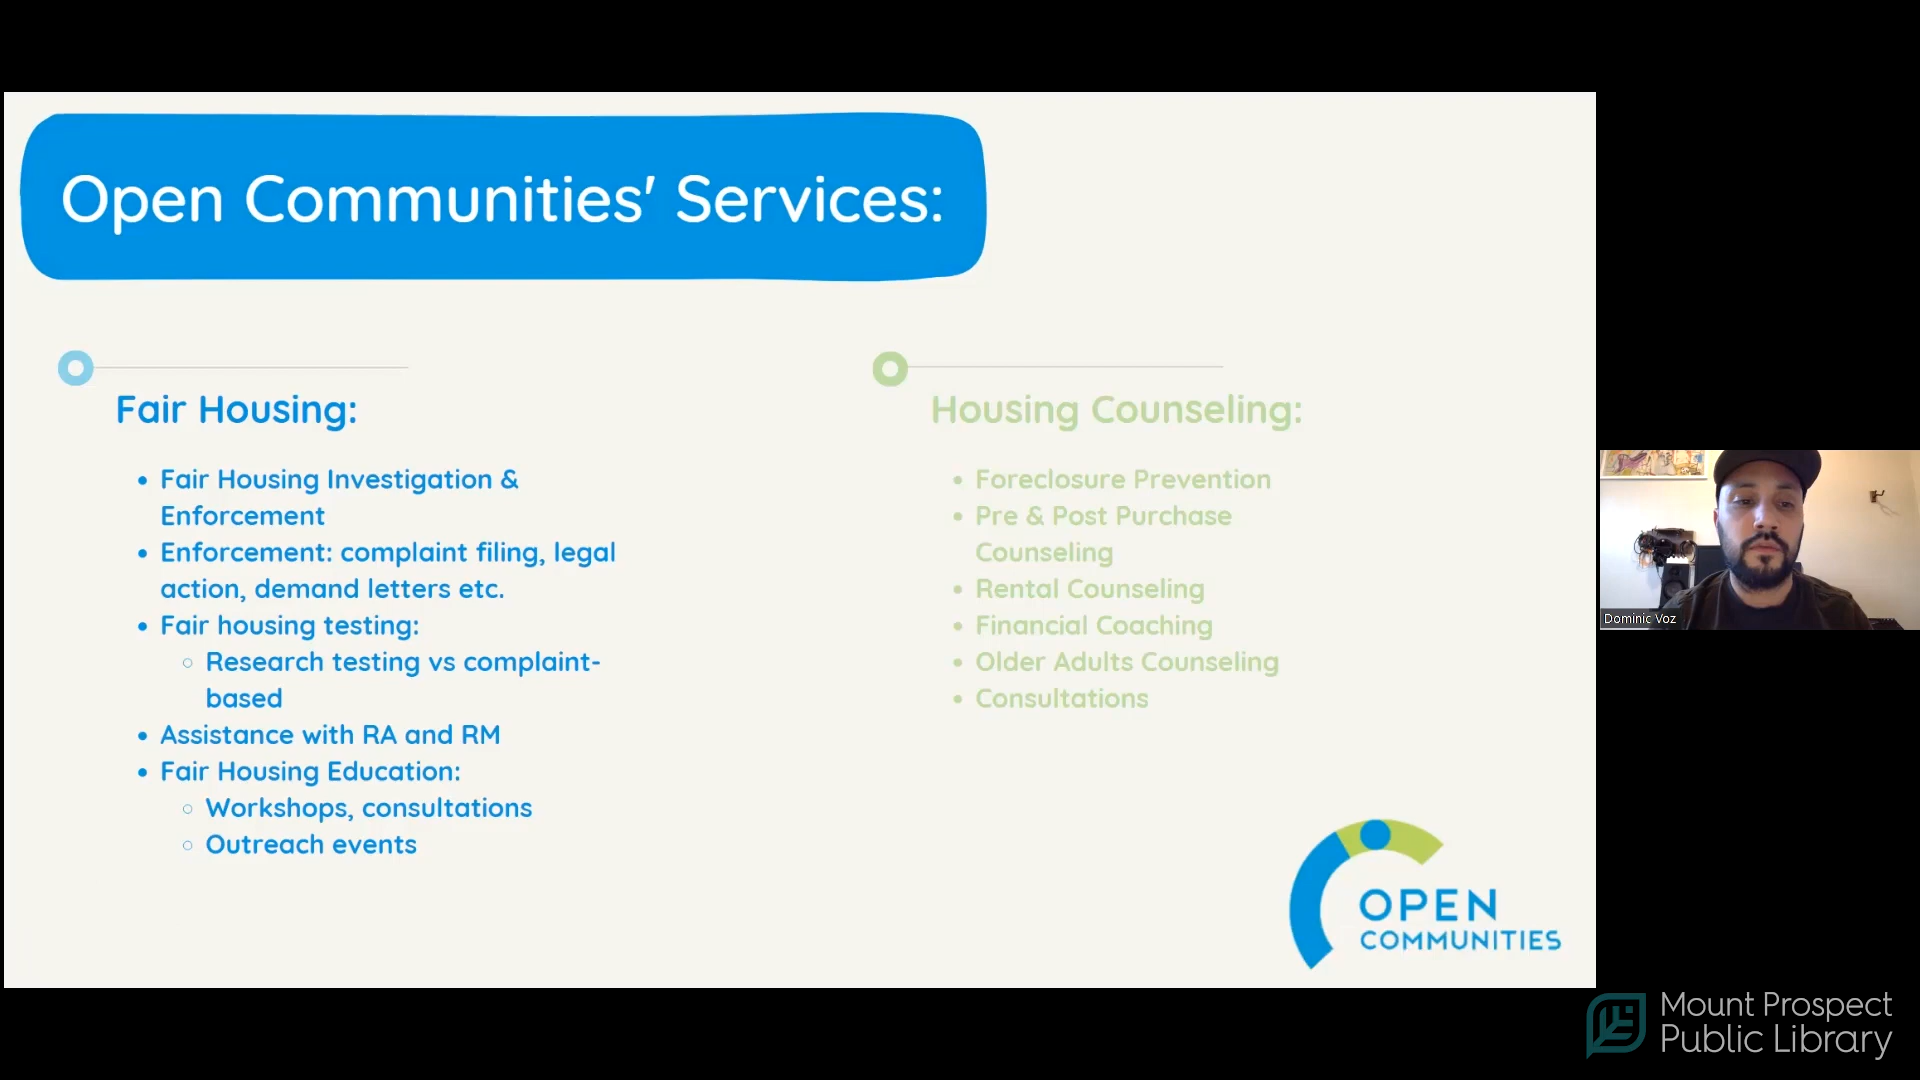 Open Communities' Services:
Fair Housing:
• Fair Housing Investigation &
Enforcement
• Enforcement: complaint filing, legal
action, demand letters etc.
• Fair housing testing:
○ Research testing vs complaint-
based
• Assistance with RA and RM
• Fair Housing Education:
○ Workshops, consultations
○ Outreach events
Housing Counseling:
• Foreclosure Prevention
• Pre & Post Purchase
Counseling
• Rental Counseling
• Financial Coaching
• Older Adults Counseling
• Consultations
OPEN
COMMUNITIES
Dominic Voz
Mount Prospect
Public Library